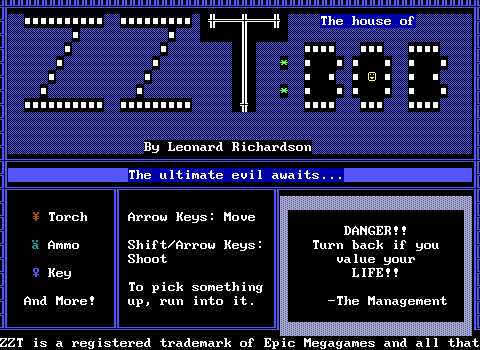 The house of
ZZT:BOB
By Leonard Richardson
The ultimate evil awaits...
¥ Torch
ä Ammo
♀ Key
And More!
Arrow Keys: Move
Shift/Arrow Keys:
Shoot
To pick something
up, run into it.
DANGER!!
Turn back if you
value your
LIFE!!
-The Management
ZZT is a registered trademark of Epic Megagames and all that